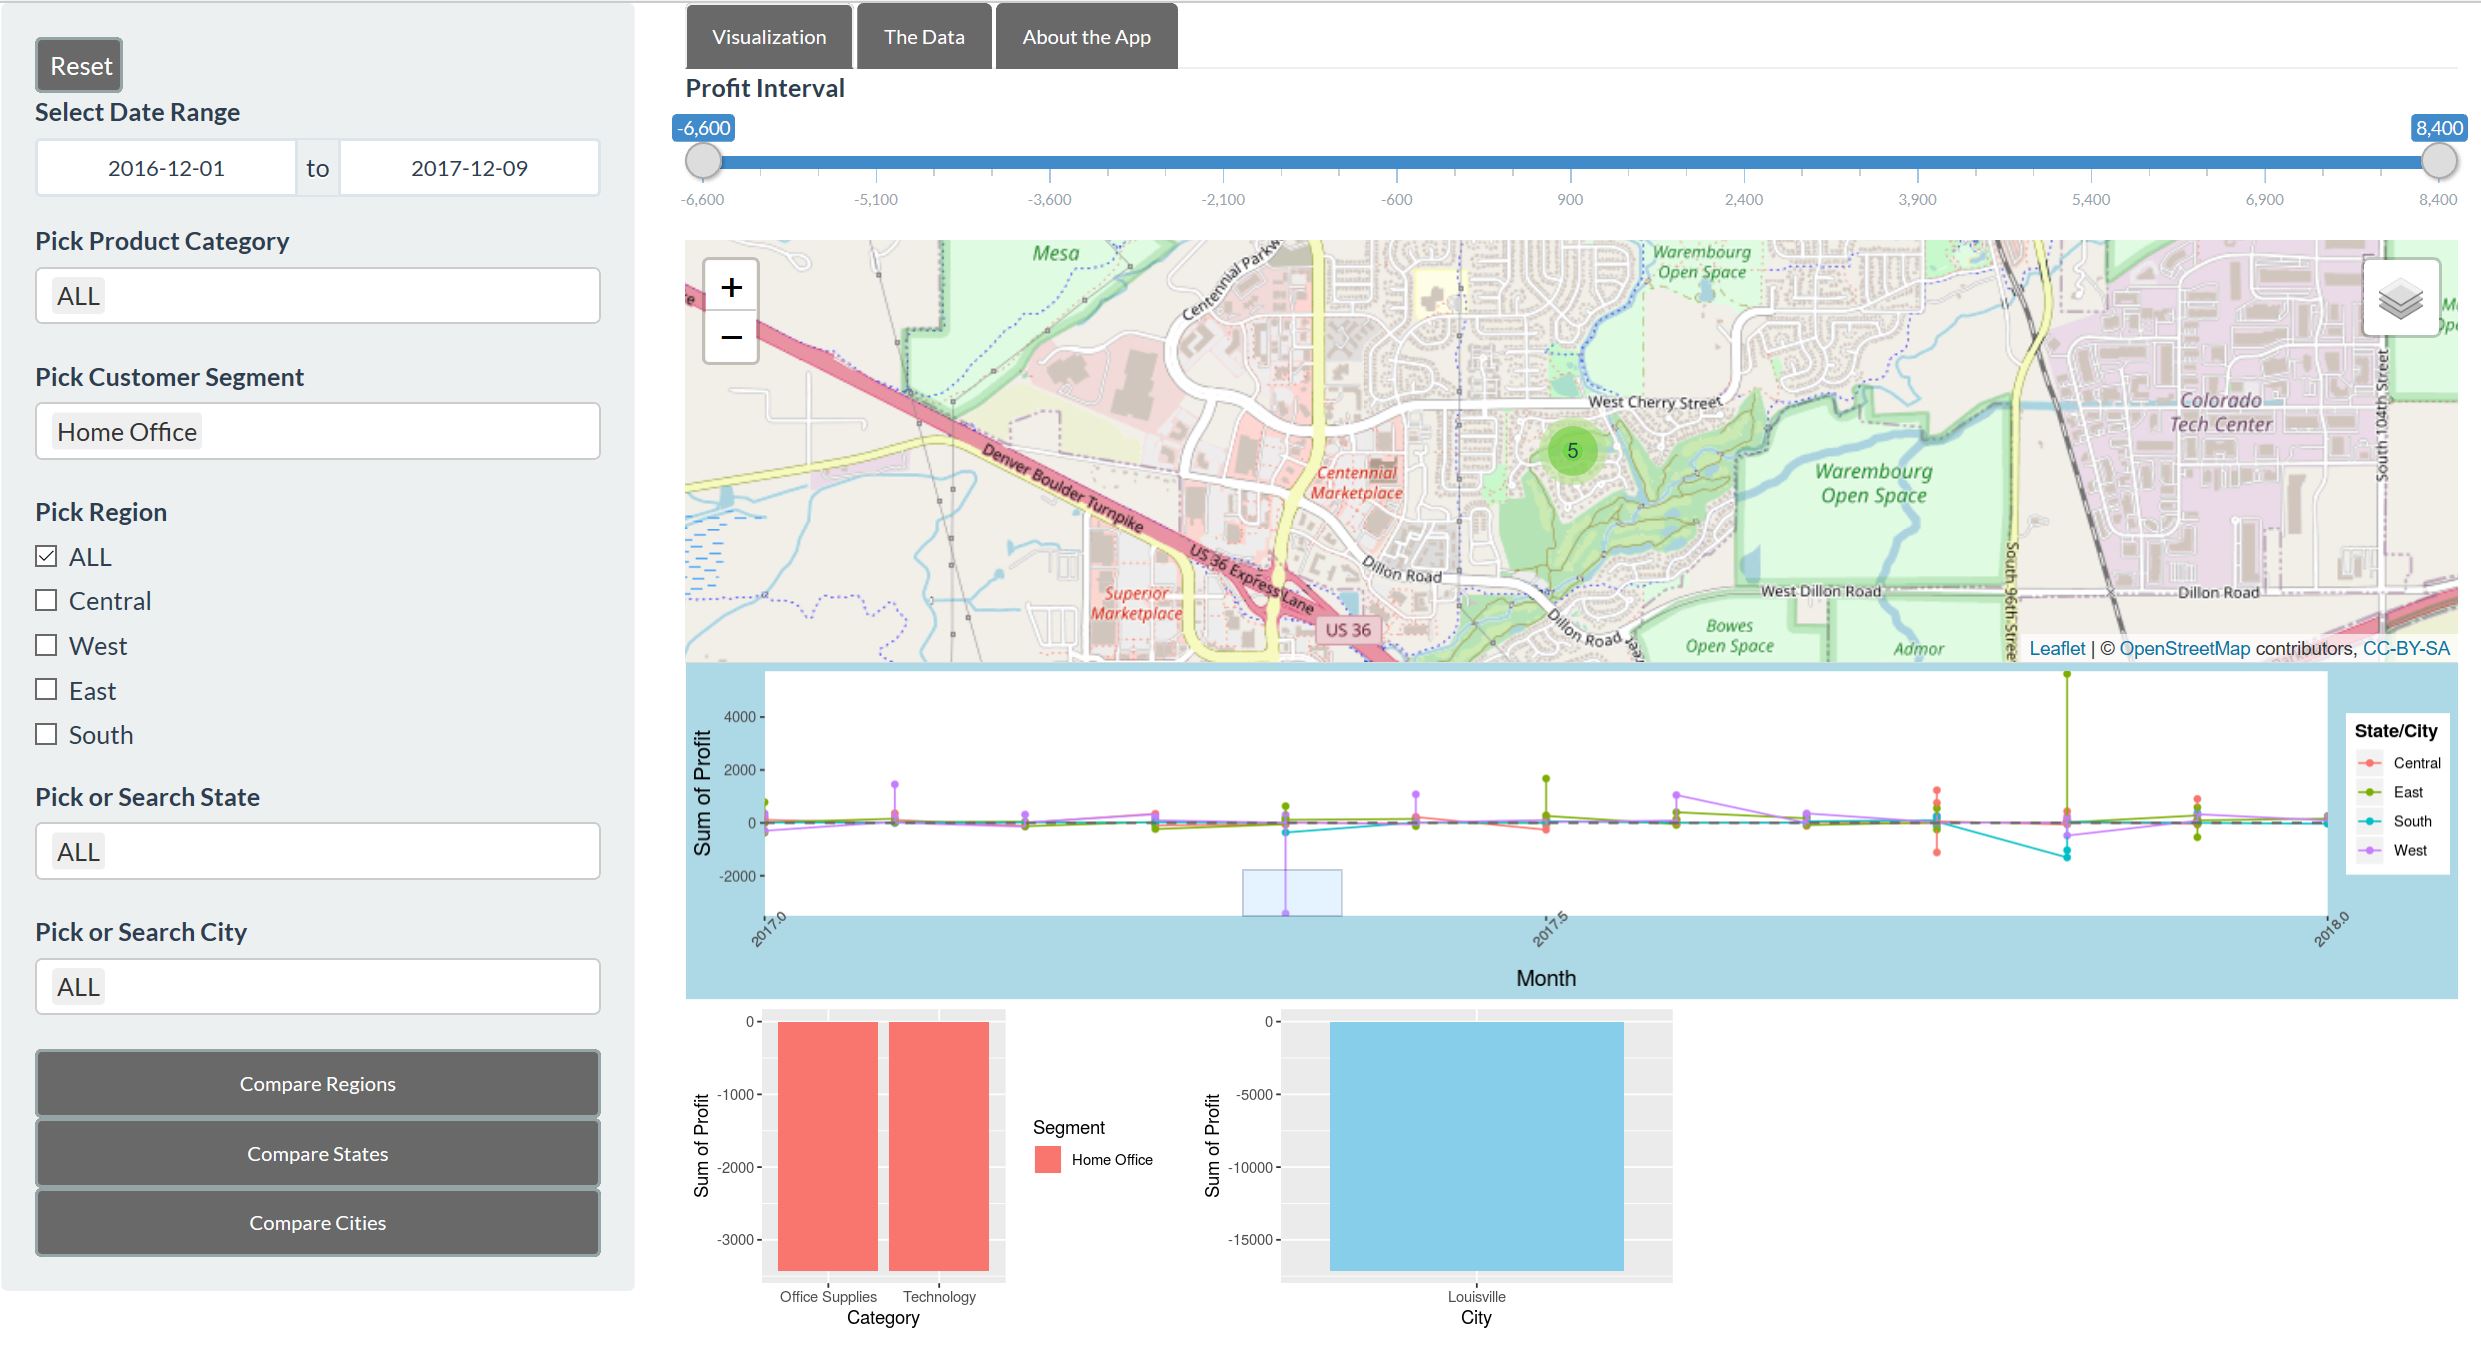 Reset
Select Date Range
2016-12-01 to 2017-12-09
Pick Product Category
ALL
Pick Customer Segment
Home Office
Pick Region
ALL
Central
West
East
South
Pick or Search State
ALL
Pick or Search City
ALL
Compare Regions
Compare States
Compare Cities
Visualization The Data About the App
Profit Interval
-6,600 8,400
-6,600 -5,100 -3,600 -2,100 -600 900 2,400 3,900 5,400 6,900 8,400
+
−
Mesa
Centennial Parkw
Warembourg
Open Space
West Cherry Street
5
Colorado
Tech Center
South 104th Street
Warembourg
Open Space
Centennial
Marketplace
Denver Boulder Turnpike
US 36 Express Lane
Dillon Road
Superior
Marketplace
US 36
West Dillon Road
Dillon Road
South 96th Stree
Dillon Road
Bowes
Open Space
Admor
Leaflet | © OpenStreetMap contributors, CC-BY-SA
Sum of Profit
4000
2000
0
-2000
2017.0 2017.5 2018.0
Month
State/City
Central
East
South
West
Sum of Profit
0
-1000
-2000
-3000
Office Supplies Technology
Category
Segment
Home Office
Sum of Profit
0
-5000
-10000
-15000
Louisville
City